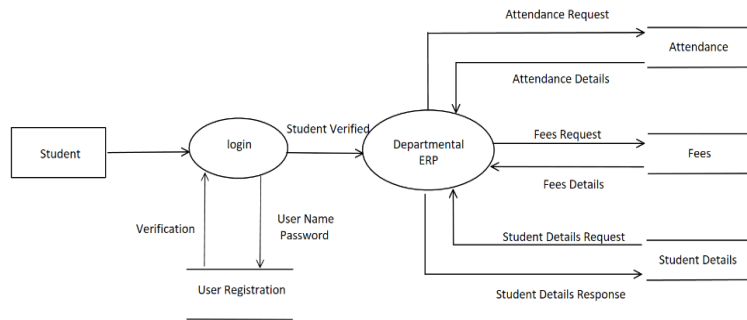 Attendance Request
Attendance
Attendance Details
Student
login
Student Verified
Departmental
ERP
Fees Request
Fees
Fees Details
Verification
User Name
Password
Student Details Request
Student Details
Student Details Response
User Registration